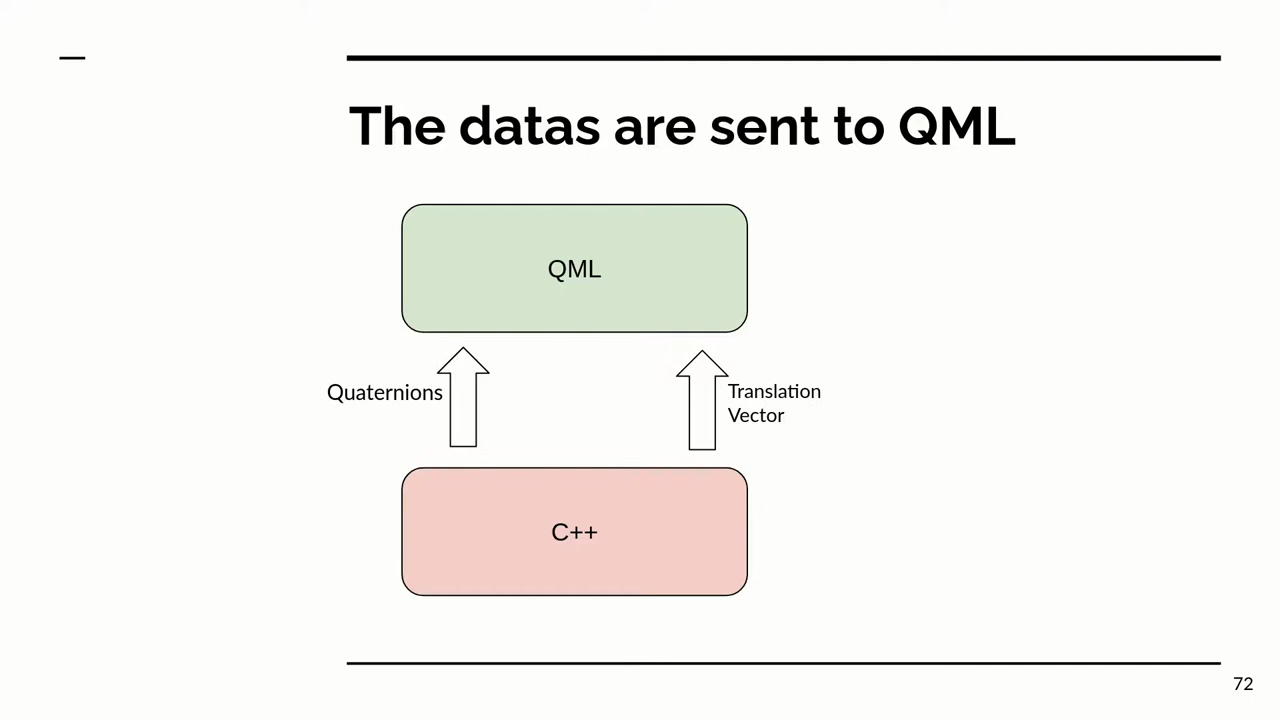 The datas are sent to QML
QML
Quaternions
Translation
Vector
C++
72